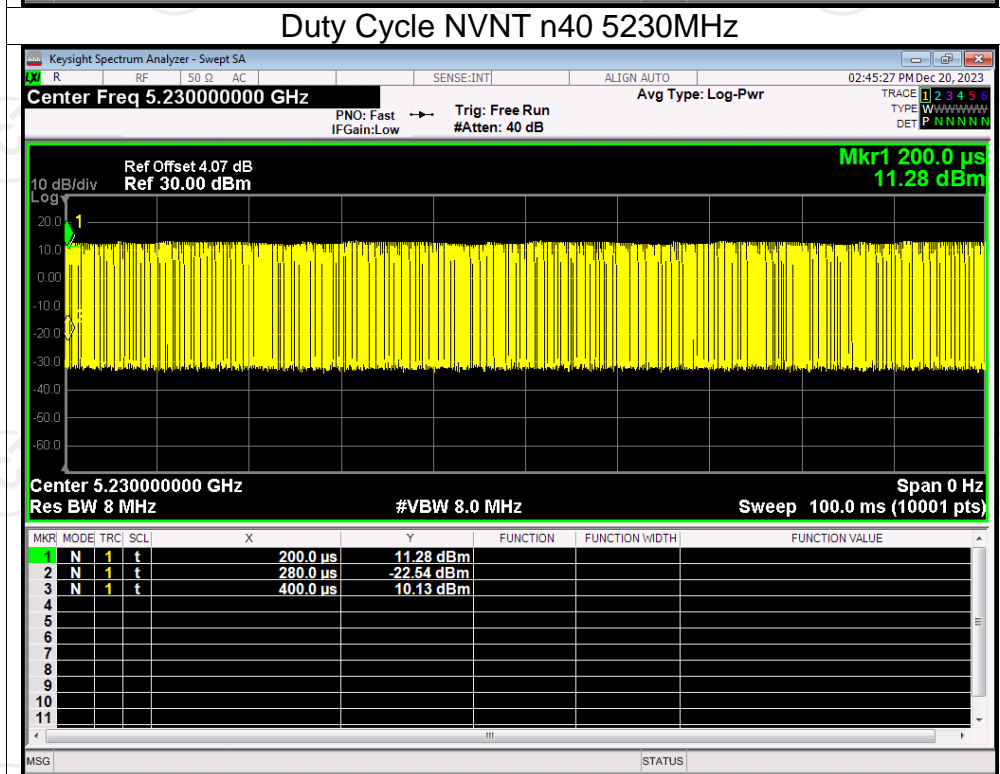 Duty Cycle NVNT n40 5230MHz
Keysight Spectrum Analyzer - Swept SA
LXI R RF 50 Ω AC SENSE:INT ALIGN AUTO 02:45:27 PM Dec 20, 2023
Center Freq 5.230000000 GHz
PNO: Fast
IFGain:Low
Trig: Free Run
#Atten: 40 dB
Avg Type: Log-Pwr
TRACE 1 2 3 4 5 6
TYPE WWWWWW
DET P N N N N N
Mkr1 200.0 µs
11.28 dBm
Ref Offset 4.07 dB
10 dB/div Ref 30.00 dBm
Log
1
20.0
10.0
0.00
-10.0
-20.0
-30.0
-40.0
-50.0
-60.0
Center 5.230000000 GHz Span 0 Hz
Res BW 8 MHz #VBW 8.0 MHz Sweep 100.0 ms (10001 pts)
MKR MODE TRC SCL X Y FUNCTION FUNCTION WIDTH FUNCTION VALUE
1 N 1 t 200.0 µs 11.28 dBm
2 N 1 t 280.0 µs -22.54 dBm
3 N 1 t 400.0 µs 10.13 dBm
4
5
6
7
8
9
10
11
MSG STATUS